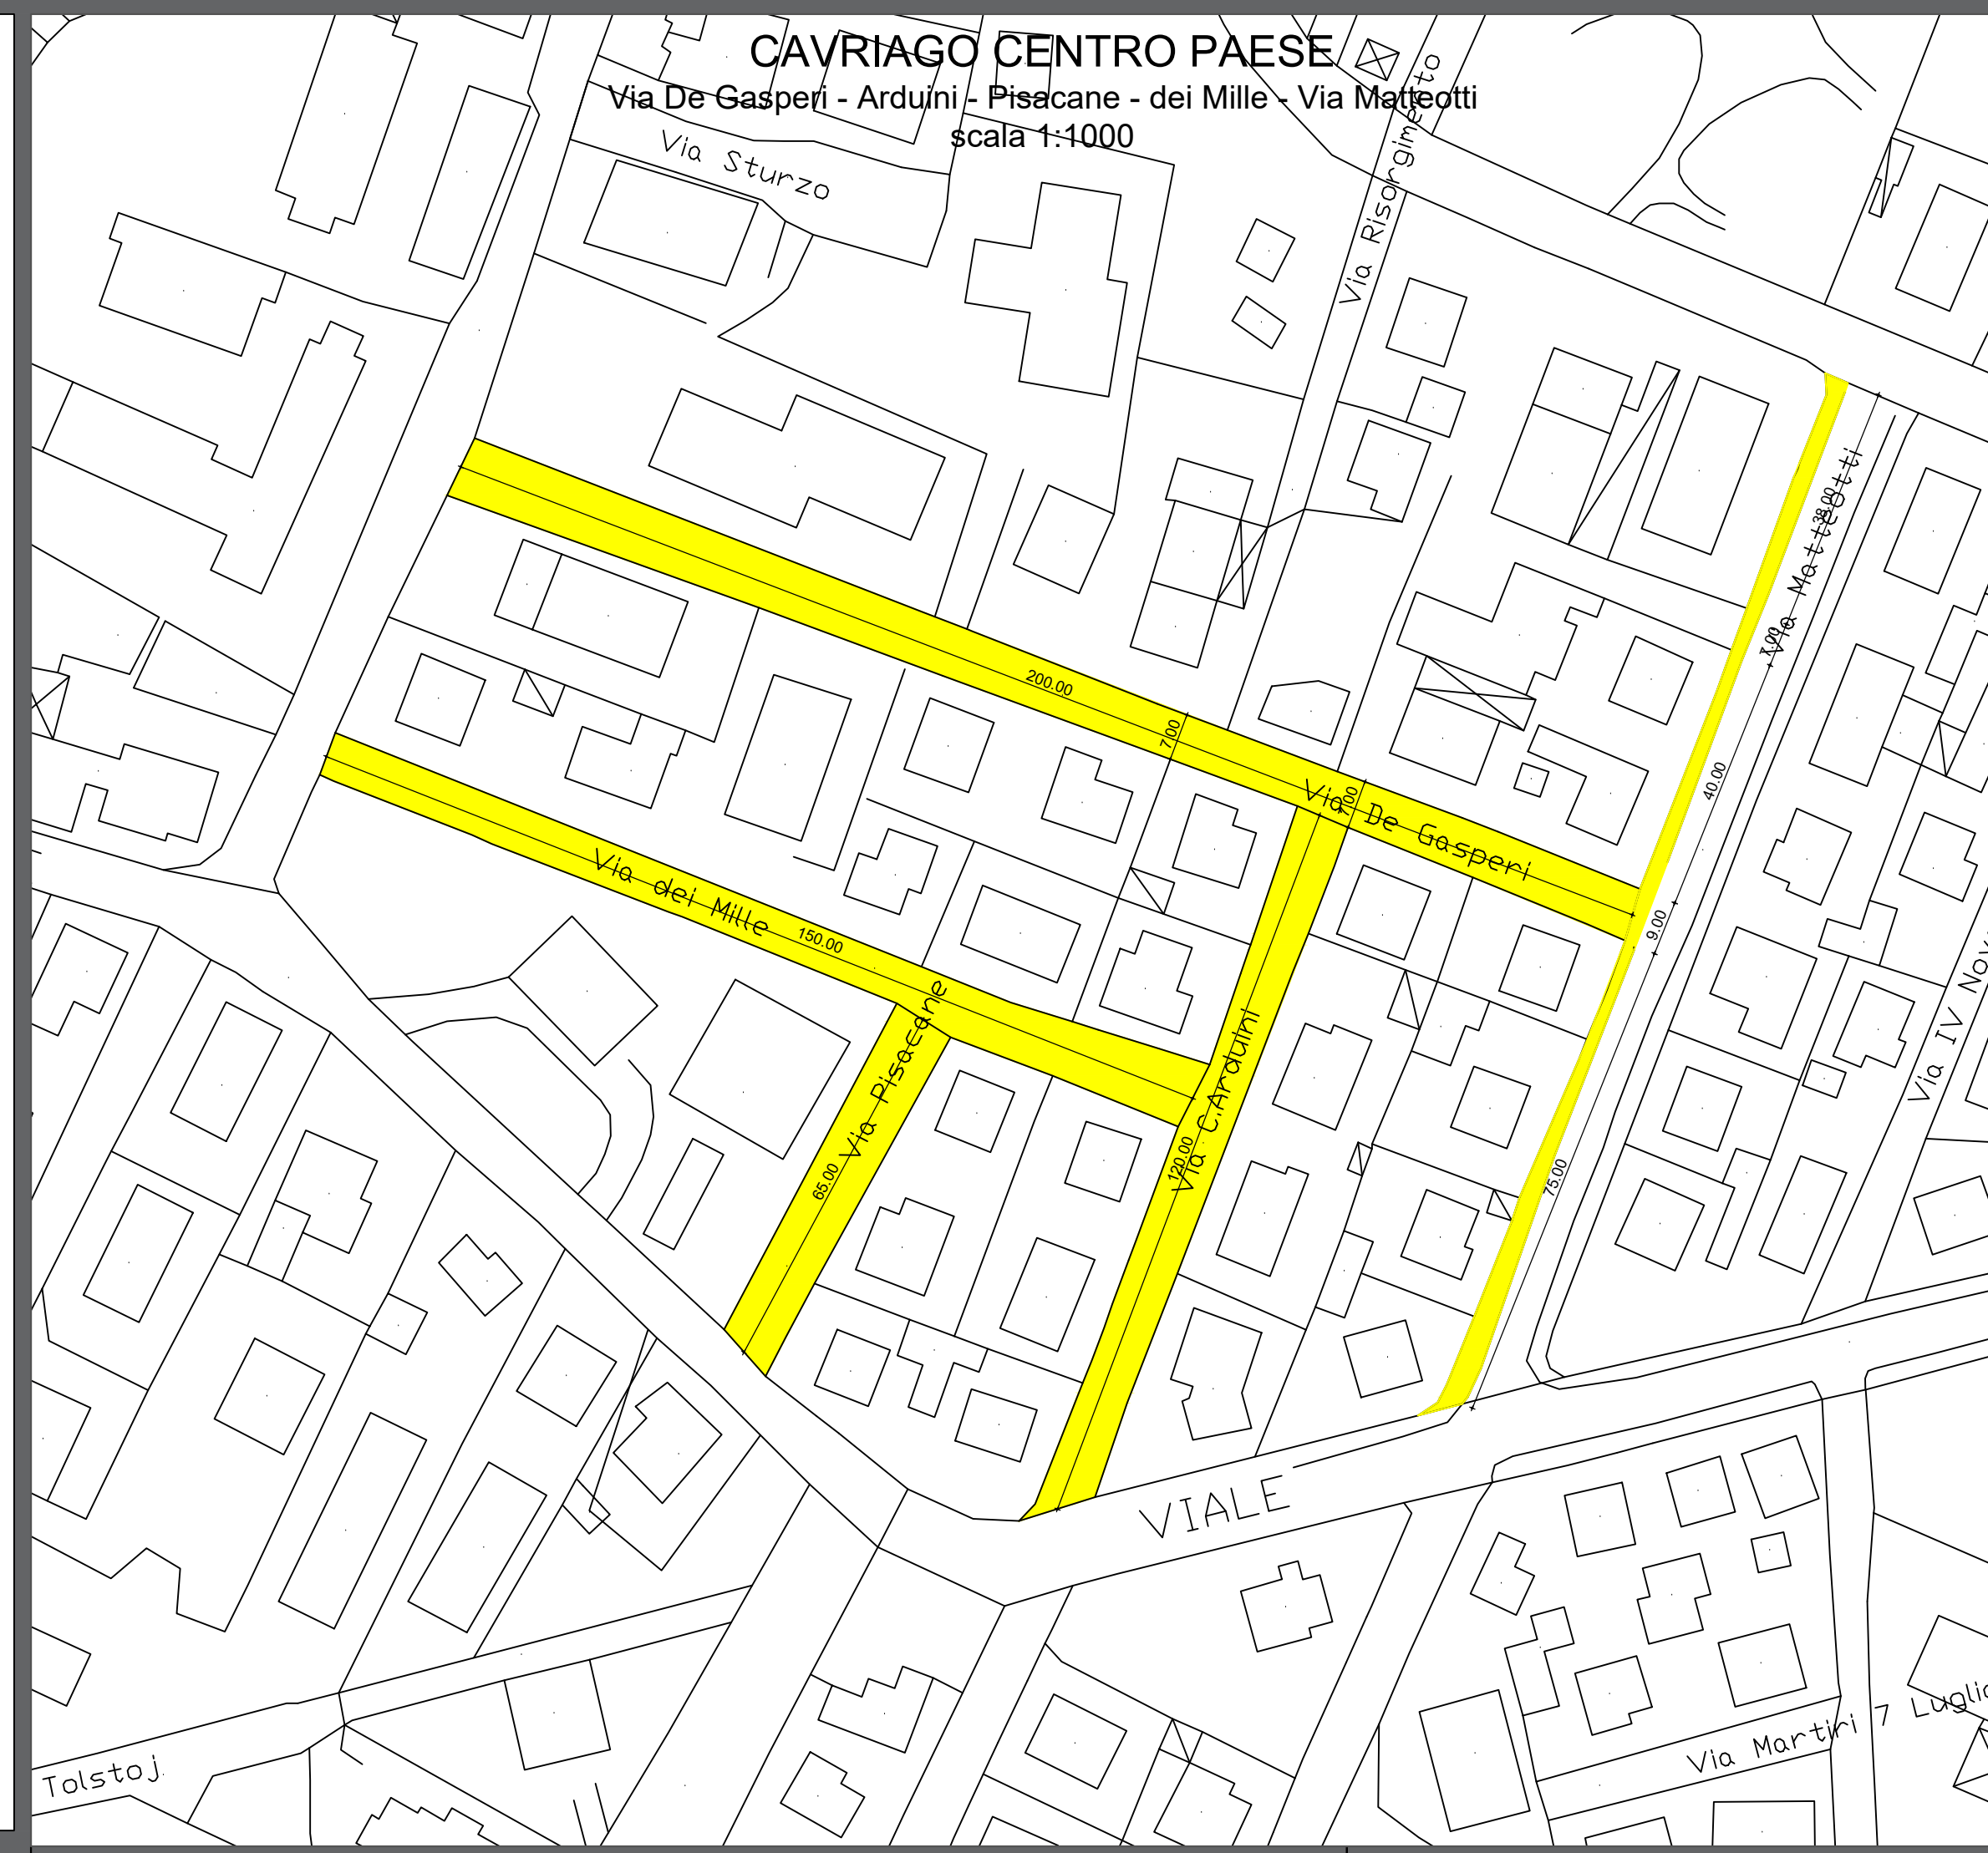 CAVRIAGO CENTRO PAESE
Via De Gasperi - Arduini - Pisacane - dei Mille - Via Matteotti
scala 1:1000
Via Sturzo
Via Risorgimento
Via Matteotti
38.00
7.00
200.00
7.00
40.00
Via De Gasperi
Via dei Mille
150.00
9.00
Via Pisacane
65.00
Via C.Arduini
120.00
75.00
Via IV Nov
VIALE
Via Martiri 7 Luglio
Tolstoj